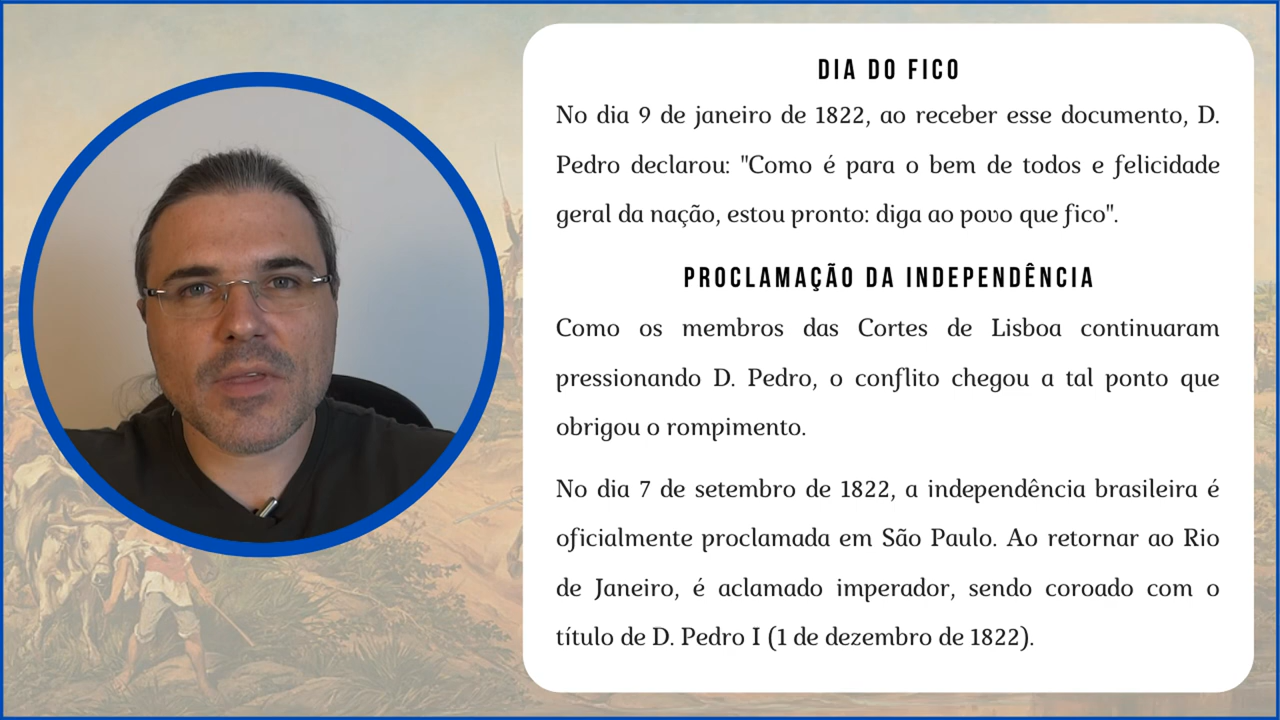 DIA DO FICO
No dia 9 de janeiro de 1822, ao receber esse documento, D.
Pedro declarou: "Como é para o bem de todos e felicidade
geral da nação, estou pronto: diga ao povo que fico".
PROCLAMAÇÃO DA INDEPENDÊNCIA
Como os membros das Cortes de Lisboa continuaram
pressionando D. Pedro, o conflito chegou a tal ponto que
obrigou o rompimento.
No dia 7 de setembro de 1822, a independência brasileira é
oficialmente proclamada em São Paulo. Ao retornar ao Rio
de Janeiro, é aclamado imperador, sendo coroado com o
título de D. Pedro I (1 de dezembro de 1822).